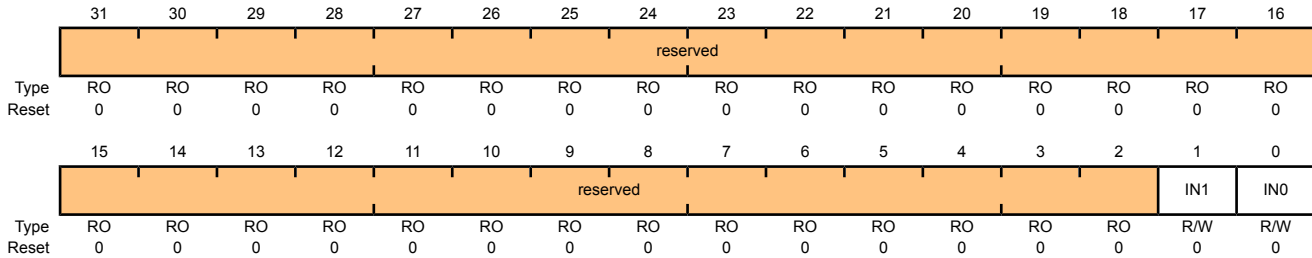 31 30 29 28 27 26 25 24 23 22 21 20 19 18 17 16
reserved
Type RO RO RO RO RO RO RO RO RO RO RO RO RO RO RO RO
Reset 0 0 0 0 0 0 0 0 0 0 0 0 0 0 0 0
15 14 13 12 11 10 9 8 7 6 5 4 3 2 1 0
reserved IN1 IN0
Type RO RO RO RO RO RO RO RO RO RO RO RO RO RO R/W R/W
Reset 0 0 0 0 0 0 0 0 0 0 0 0 0 0 0 0